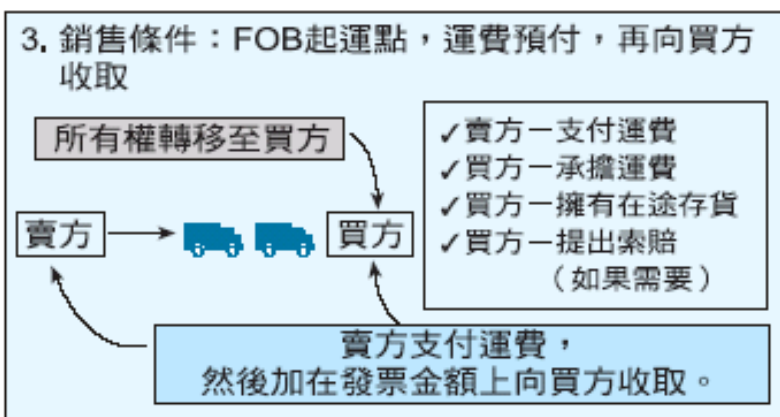 3. 銷售條件：FOB起運點，運費預付，再向買方
收取
所有權轉移至買方
✓賣方－支付運費
✓買方－承擔運費
✓買方－擁有在途存貨
✓買方－提出索賠
（如果需要）
賣方
買方
賣方支付運費，
然後加在發票金額上向買方收取。